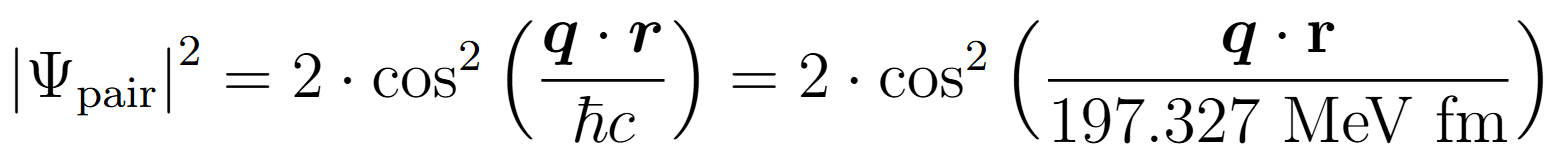 |Ψ_pair|² = 2 · cos² (q · r / ħc) = 2 · cos² (q · r / 197.327 MeV fm)